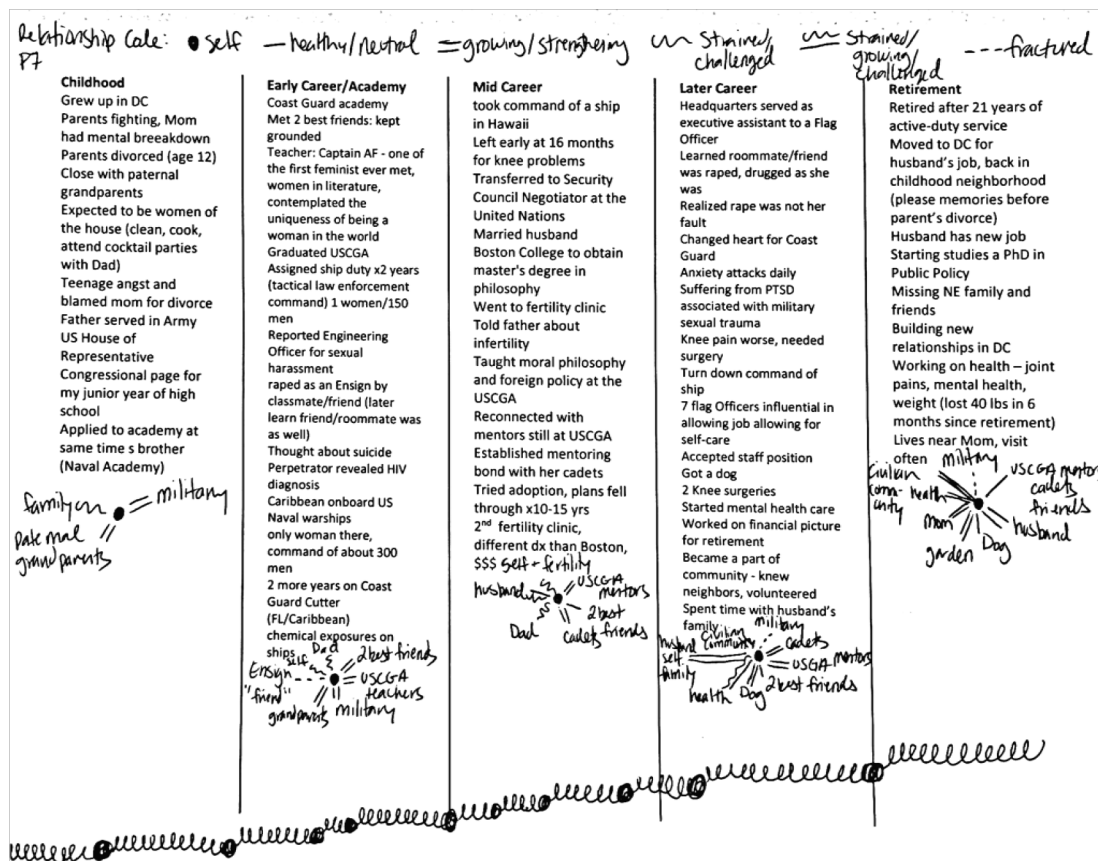 Relationship Code: ● self — healthy/neutral = growing/strengthening Strained/challenged Strained/growing/challenged --- fractured
P7
Childhood
Grew up in DC
Parents fighting, Mom
had mental breeakdown
Parents divorced (age 12)
Close with paternal
grandparents
Expected to be women of
the house (clean, cook,
attend cocktail parties
with Dad)
Teenage angst and
blamed mom for divorce
Father served in Army
US House of
Representative
Congressional page for
my junior year of high
school
Applied to academy at
same time s brother
(Naval Academy)
military
paternal
grandparents
Early Career/Academy
Coast Guard academy
Met 2 best friends: kept
grounded
Teacher: Captain AF - one of
the first feminist ever met,
women in literature,
contemplated the
uniqueness of being a
woman in the world
Graduated USCGA
Assigned ship duty x2 years
(tactical law enforcement
command) 1 women/150
men
Reported Engineering
Officer for sexual
harassment
raped as an Ensign by
classmate/friend (later
learn friend/roommate was
as well)
Thought about suicide
Perpetrator revealed HIV
diagnosis
Caribbean onboard US
Naval warships
only woman there,
command of about 300
men
2 more years on Coast
Guard Cutter
(FL/Caribbean)
chemical exposures on
ships
Dad
self
2 best friends
Ensign
"friend"
USCGA
teachers
grandparents
military
Mid Career
took command of a ship
in Hawaii
Left early at 16 months
for knee problems
Transferred to Security
Council Negotiator at the
United Nations
Married husband
Boston College to obtain
master's degree in
philosophy
Went to fertility clinic
Told father about
infertility
Taught moral philosophy
and foreign policy at the
USCGA
Reconnected with
mentors still at USCGA
Established mentoring
bond with her cadets
Tried adoption, plans fell
through x10-15 yrs
2nd fertility clinic,
different dx than Boston,
$$$
self + fertility
husband
USCGA
mentors
Dad
2 best
friends
cadets
Later Career
Headquarters served as
executive assistant to a Flag
Officer
Learned roommate/friend
was raped, drugged as she
was
Realized rape was not her
fault
Changed heart for Coast
Guard
Anxiety attacks daily
Suffering from PTSD
associated with military
sexual trauma
Knee pain worse, needed
surgery
Turn down command of
ship
7 flag Officers influential in
allowing job allowing for
self-care
Accepted staff position
Got a dog
2 Knee surgeries
Started mental health care
Worked on financial picture
for retirement
Became a part of
community - knew
neighbors, volunteered
Spent time with husband's
family
husband
self
family
Civilian
community
military
cadets
USGA mentors
2 best friends
Dog
health
Retirement
Retired after 21 years of
active-duty service
Moved to DC for
husband's job, back in
childhood neighborhood
(please memories before
parent's divorce)
Husband has new job
Starting studies a PhD in
Public Policy
Missing NE family and
friends
Building new
relationships in DC
Working on health – joint
pains, mental health,
weight (lost 40 lbs in 6
months since retirement)
Lives near Mom, visit
often
Civilian
comm-
unity
military
USCGA mentors
cadets
friends
health
husband
Mom
Dog
garden